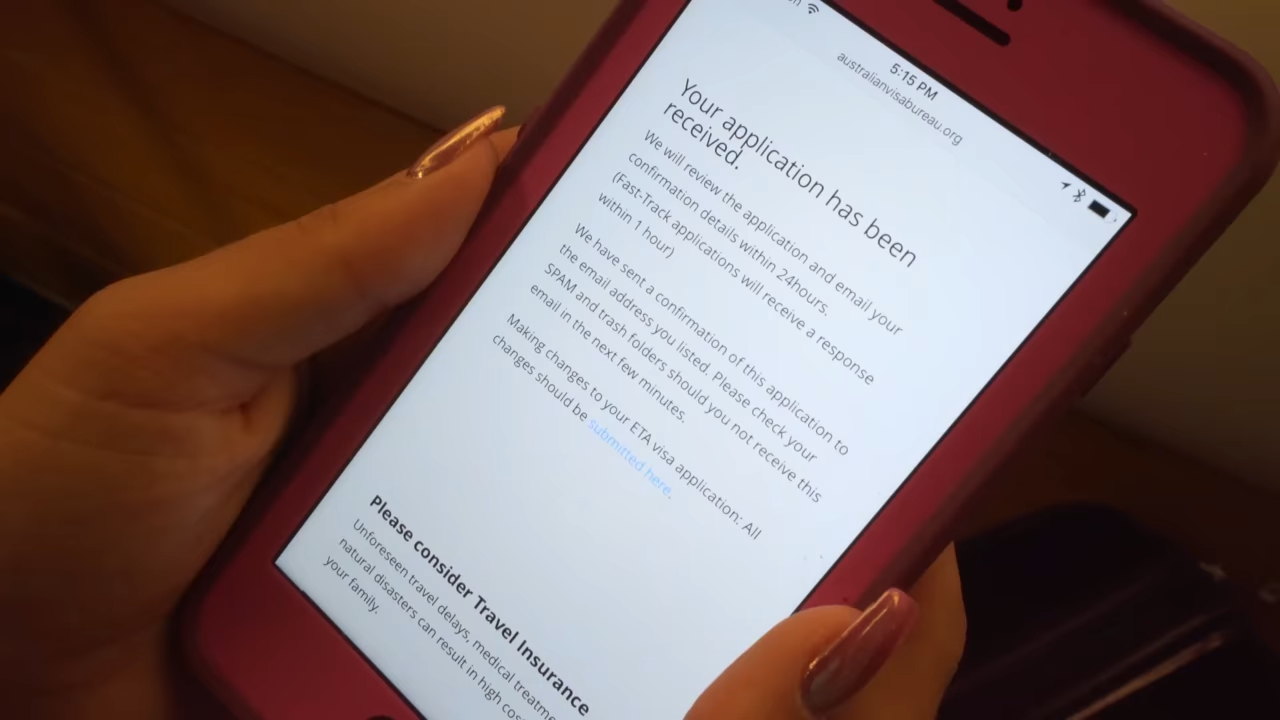 5:15 PM
australianvisabureau.org
Your application has been
received.
We will review the application and email your
confirmation details within 24hours.
(Fast-Track applications will receive a response
within 1 hour)
We have sent a confirmation of this application to
the email address you listed. Please check your
SPAM and trash folders should you not receive this
email in the next few minutes.
Making changes to your ETA visa application: All
changes should be submitted here.
Please consider Travel Insurance
Unforeseen travel delays, medical
natural disasters can result in high
your family.